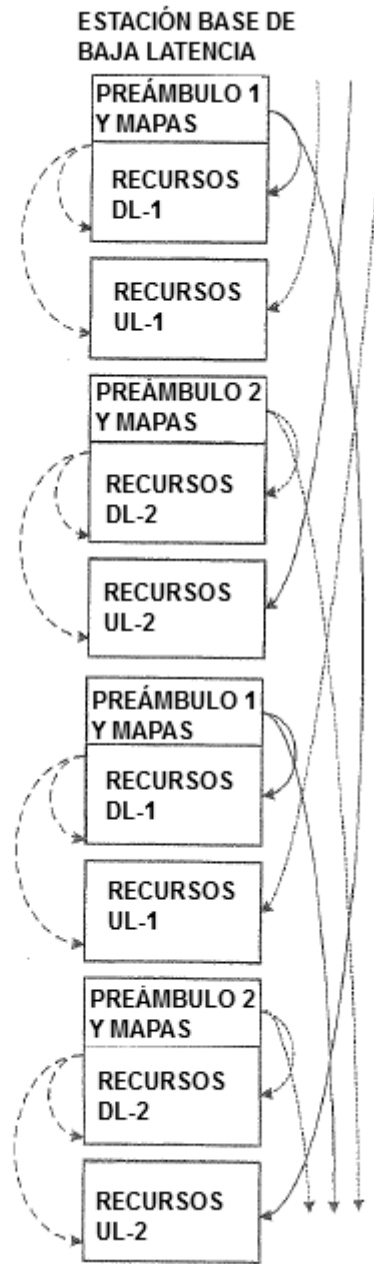 ESTACIÓN BASE DE
BAJA LATENCIA
PREÁMBULO 1
Y MAPAS
RECURSOS
DL-1
RECURSOS
UL-1
PREÁMBULO 2
Y MAPAS
RECURSOS
DL-2
RECURSOS
UL-2
PREÁMBULO 1
Y MAPAS
RECURSOS
DL-1
RECURSOS
UL-1
PREÁMBULO 2
Y MAPAS
RECURSOS
DL-2
RECURSOS
UL-2